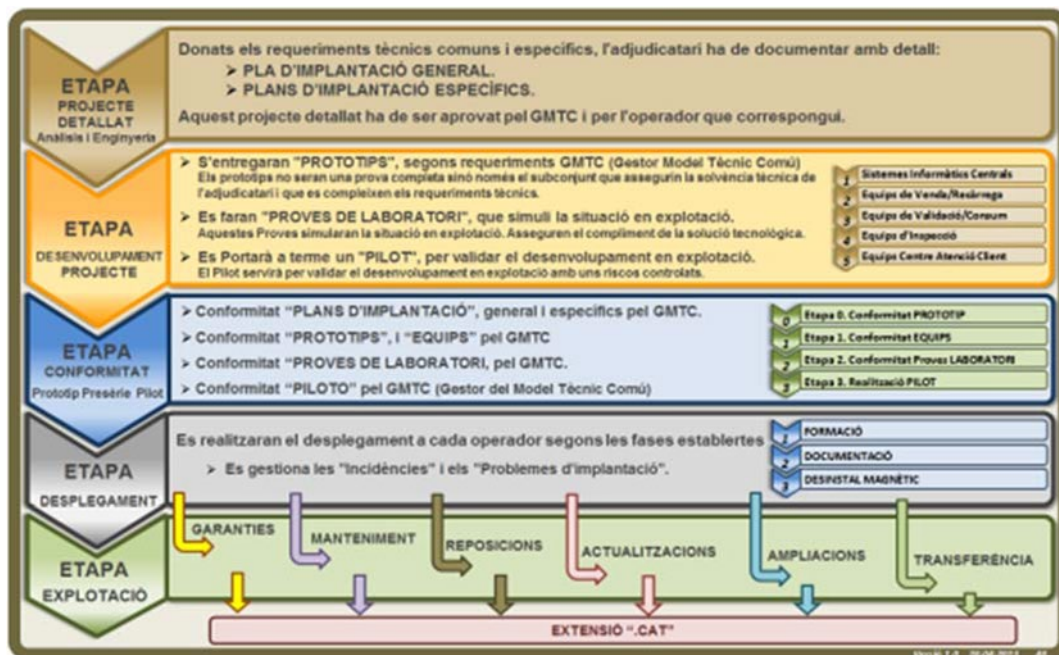 ETAPA
PROJECTE
DETALLAT
Anàlisis i Enginyeria
Donats els requeriments tècnics comuns i específics, l'adjudicatari ha de documentar amb detall:
➢ PLA D'IMPLANTACIÓ GENERAL.
➢ PLANS D'IMPLANTACIÓ ESPECÍFICS.
Aquest projecte detallat ha de ser aprovat pel GMTC i per l'operador que correspongui.
ETAPA
DESENVOLUPAMENT
PROJECTE
➢ S'entregaran "PROTOTIPS", segons requeriments GMTC (Gestor Model Tècnic Comú)
Els prototips no seran una prova completa sinó només el subconjunt que assegurin la solvència tècnica de
l'adjudicatari i que es compleixen els requeriments tècnics.
➢ Es faran "PROVES DE LABORATORI", que simuli la situació en explotació.
Aquestes Proves simularan la situació en explotació. Asseguren el compliment de la solució tecnològica.
➢ Es Portarà a terme un "PILOT", per validar el desenvolupament en explotació.
El Pilot servirà per validar el desenvolupament en explotació amb uns riscos controlats.
1 Sistemes Informàtics Centrals
2 Equips de Venda/Recàrrega
3 Equips de Validació/Consum
4 Equips d'Inspecció
5 Equips Centre Atenció Client
ETAPA
CONFORMITAT
Prototip Presèrie Pilot
➢ Conformitat "PLANS D'IMPLANTACIÓ", general i específics pel GMTC.
➢ Conformitat "PROTOTIPS", i "EQUIPS" pel GMTC
➢ Conformitat "PROVES DE LABORATORI, pel GMTC.
➢ Conformitat "PILOTO" pel GMTC (Gestor del Model Tècnic Comú)
0 Etapa 0. Conformitat PROTOTIP
1 Etapa 1. Conformitat EQUIPS
2 Etapa 2. Conformitat Proves LABORATORI
3 Etapa 3. Realització PILOT
ETAPA
DESPLEGAMENT
Es realitzaran el desplegament a cada operador segons les fases establertes
➢ Es gestiona les "Incidències" i els "Problemes d'implantació".
1 FORMACIÓ
2 DOCUMENTACIÓ
3 DESINSTAL MAGNÈTIC
ETAPA
EXPLOTACIÓ
GARANTIES
MANTENIMENT
REPOSICIONS
ACTUALITZACIONS
AMPLIACIONS
TRANSFERÈNCIA
EXTENSIÓ ".CAT"